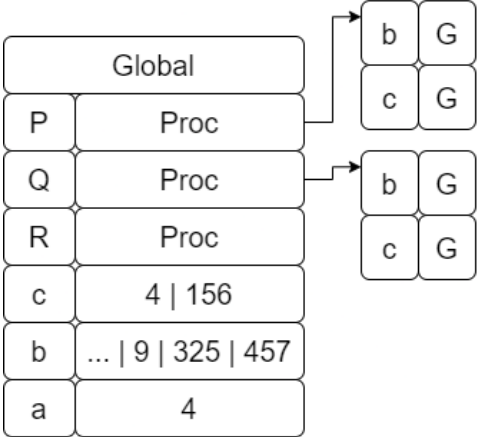 Global
P Proc
Q Proc
R Proc
c 4 | 156
b ... | 9 | 325 | 457
a 4
b G
c G
b G
c G